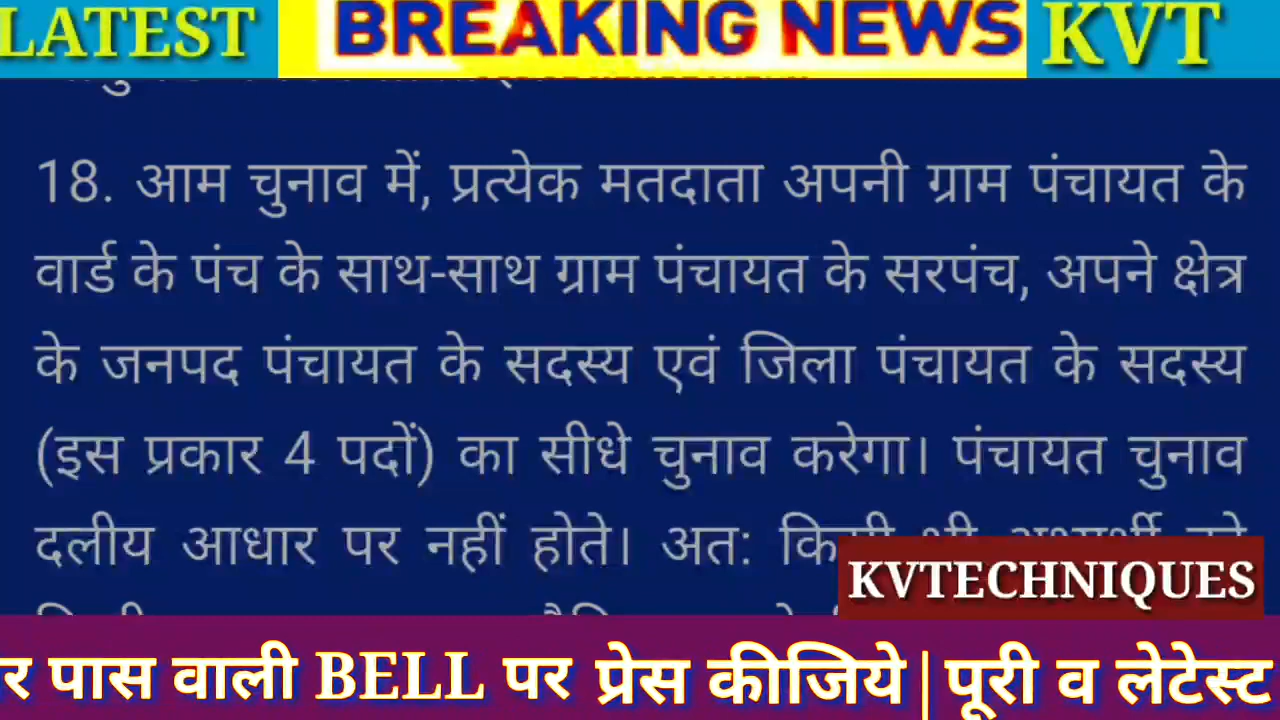 LATEST BREAKING NEWS KVT
18. आम चुनाव में, प्रत्येक मतदाता अपनी ग्राम पंचायत के
वार्ड के पंच के साथ-साथ ग्राम पंचायत के सरपंच, अपने क्षेत्र
के जनपद पंचायत के सदस्य एवं जिला पंचायत के सदस्य
(इस प्रकार 4 पदों) का सीधे चुनाव करेगा। पंचायत चुनाव
दलीय आधार पर नहीं होते। अत:
KVTECHNIQUES
र पास वाली BELL पर प्रेस कीजिये | पूरी व लेटेस्ट